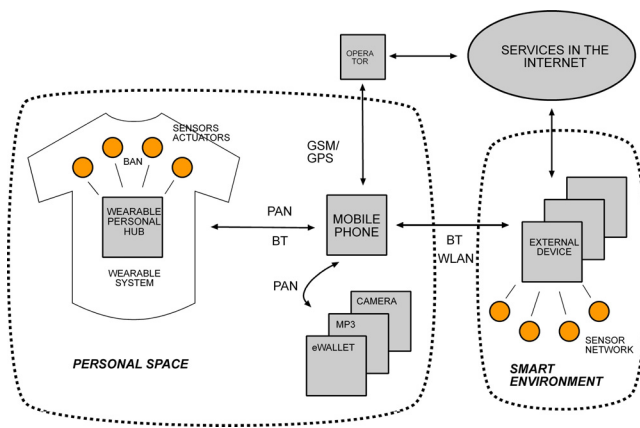 OPERA
TOR
SERVICES IN THE
INTERNET
SENSORS
ACTUATORS
BAN
GSM/
GPS
WEARABLE
PERSONAL
HUB
WEARABLE
SYSTEM
PAN
BT
MOBILE
PHONE
BT
WLAN
EXTERNAL
DEVICE
PAN
CAMERA
MP3
eWALLET
SENSOR
NETWORK
PERSONAL SPACE
SMART
ENVIRONMENT